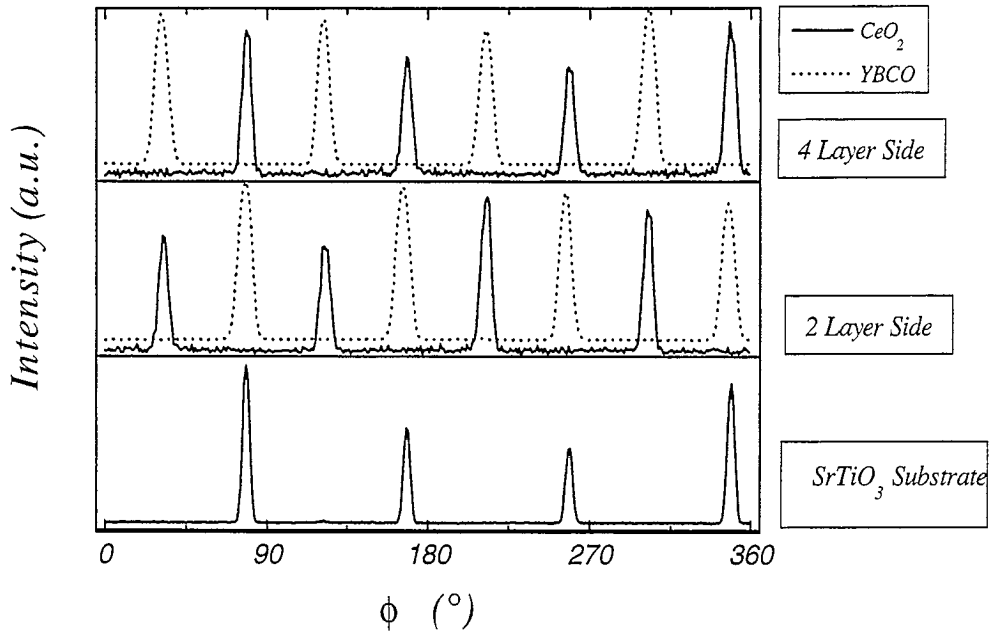 CeO2
YBCO
4 Layer Side
2 Layer Side
SrTiO3 Substrate
Intensity (a.u.)
0 90 180 270 360
ϕ (°)